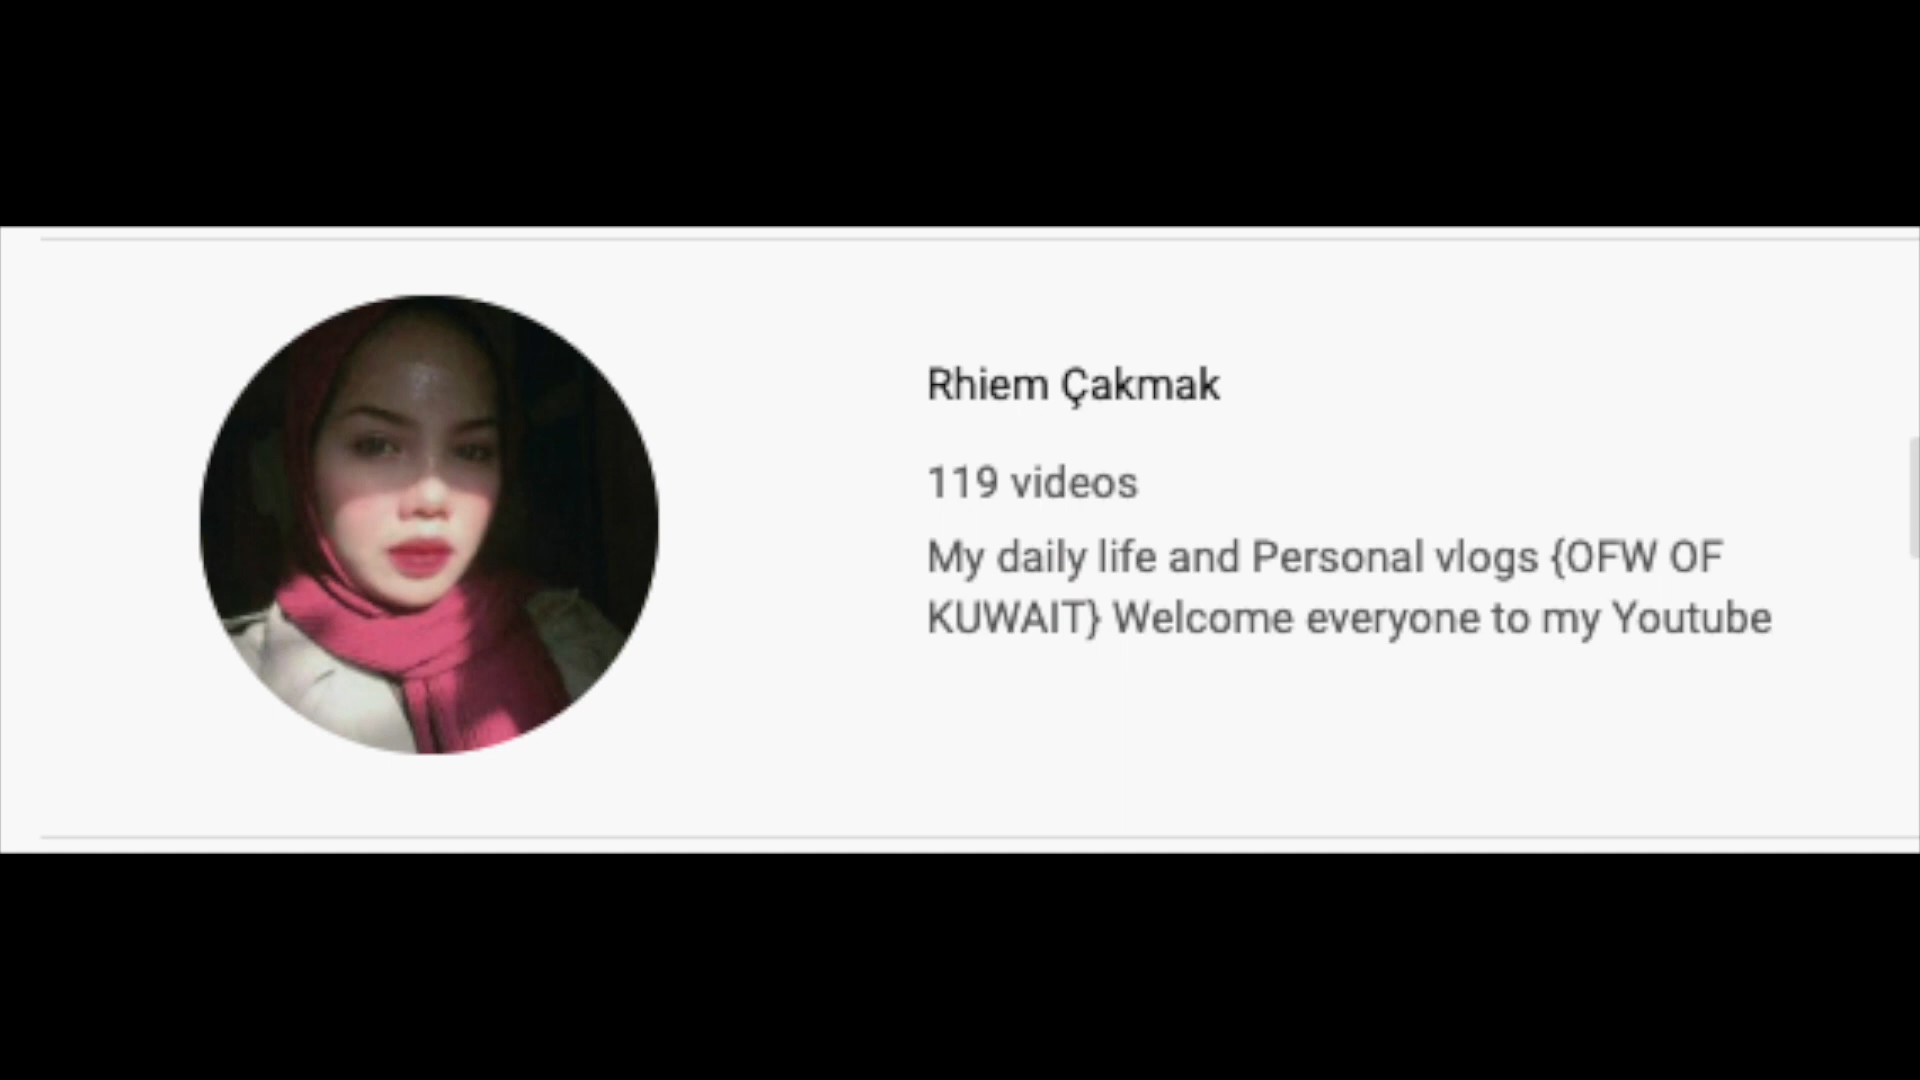 Rhiem Çakmak
119 videos
My daily life and Personal vlogs {OFW OF
KUWAIT} Welcome everyone to my Youtube